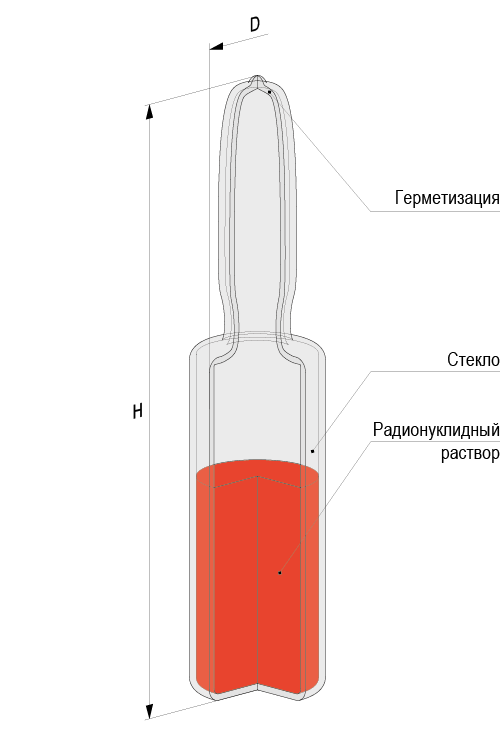 D
Герметизация
Стекло
H
Радионуклидный
раствор